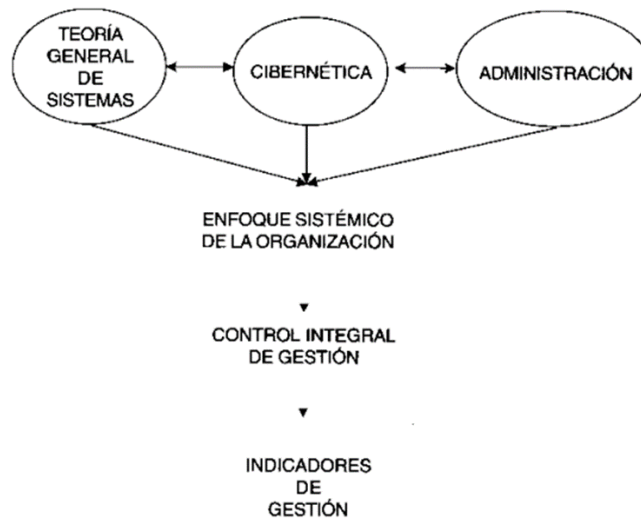 TEORÍA
GENERAL
DE
SISTEMAS
CIBERNÉTICA
ADMINISTRACIÓN
ENFOQUE SISTÉMICO
DE LA ORGANIZACIÓN
CONTROL INTEGRAL
DE GESTIÓN
INDICADORES
DE
GESTIÓN